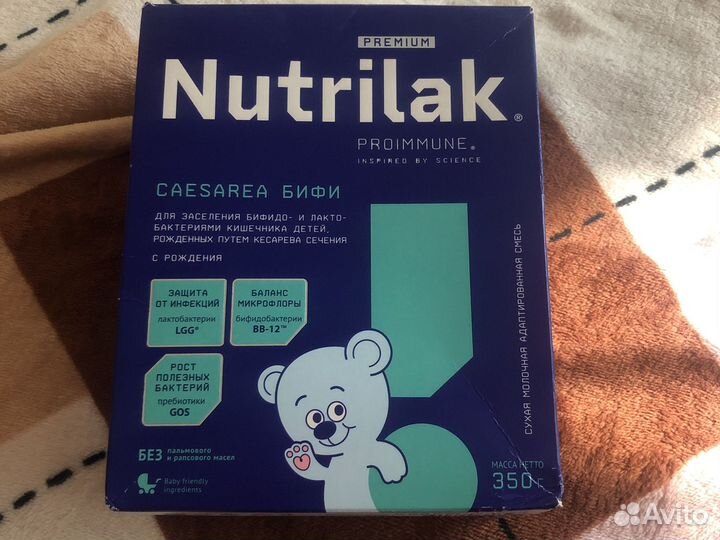 PREMIUM
Nutrilak®
PROIMMUNE®
INSPIRED BY SCIENCE
CAESAREA БИФИ
ДЛЯ ЗАСЕЛЕНИЯ БИФИДО- И ЛАКТО-
БАКТЕРИЯМИ КИШЕЧНИКА ДЕТЕЙ,
РОЖДЕННЫХ ПУТЕМ КЕСАРЕВА СЕЧЕНИЯ
С РОЖДЕНИЯ
ЗАЩИТА
ОТ ИНФЕКЦИЙ
лактобактерии
LGG®
БАЛАНС
МИКРОФЛОРЫ
бифидобактерии
BB-12™
РОСТ
ПОЛЕЗНЫХ
БАКТЕРИЙ
пребиотики
GOS
БЕЗ пальмового
и рапсового масел
Baby friendly
ingredients
СУХАЯ МОЛОЧНАЯ АДАПТИРОВАННАЯ СМЕСЬ
МАССА НЕТТО
350 г
Avito